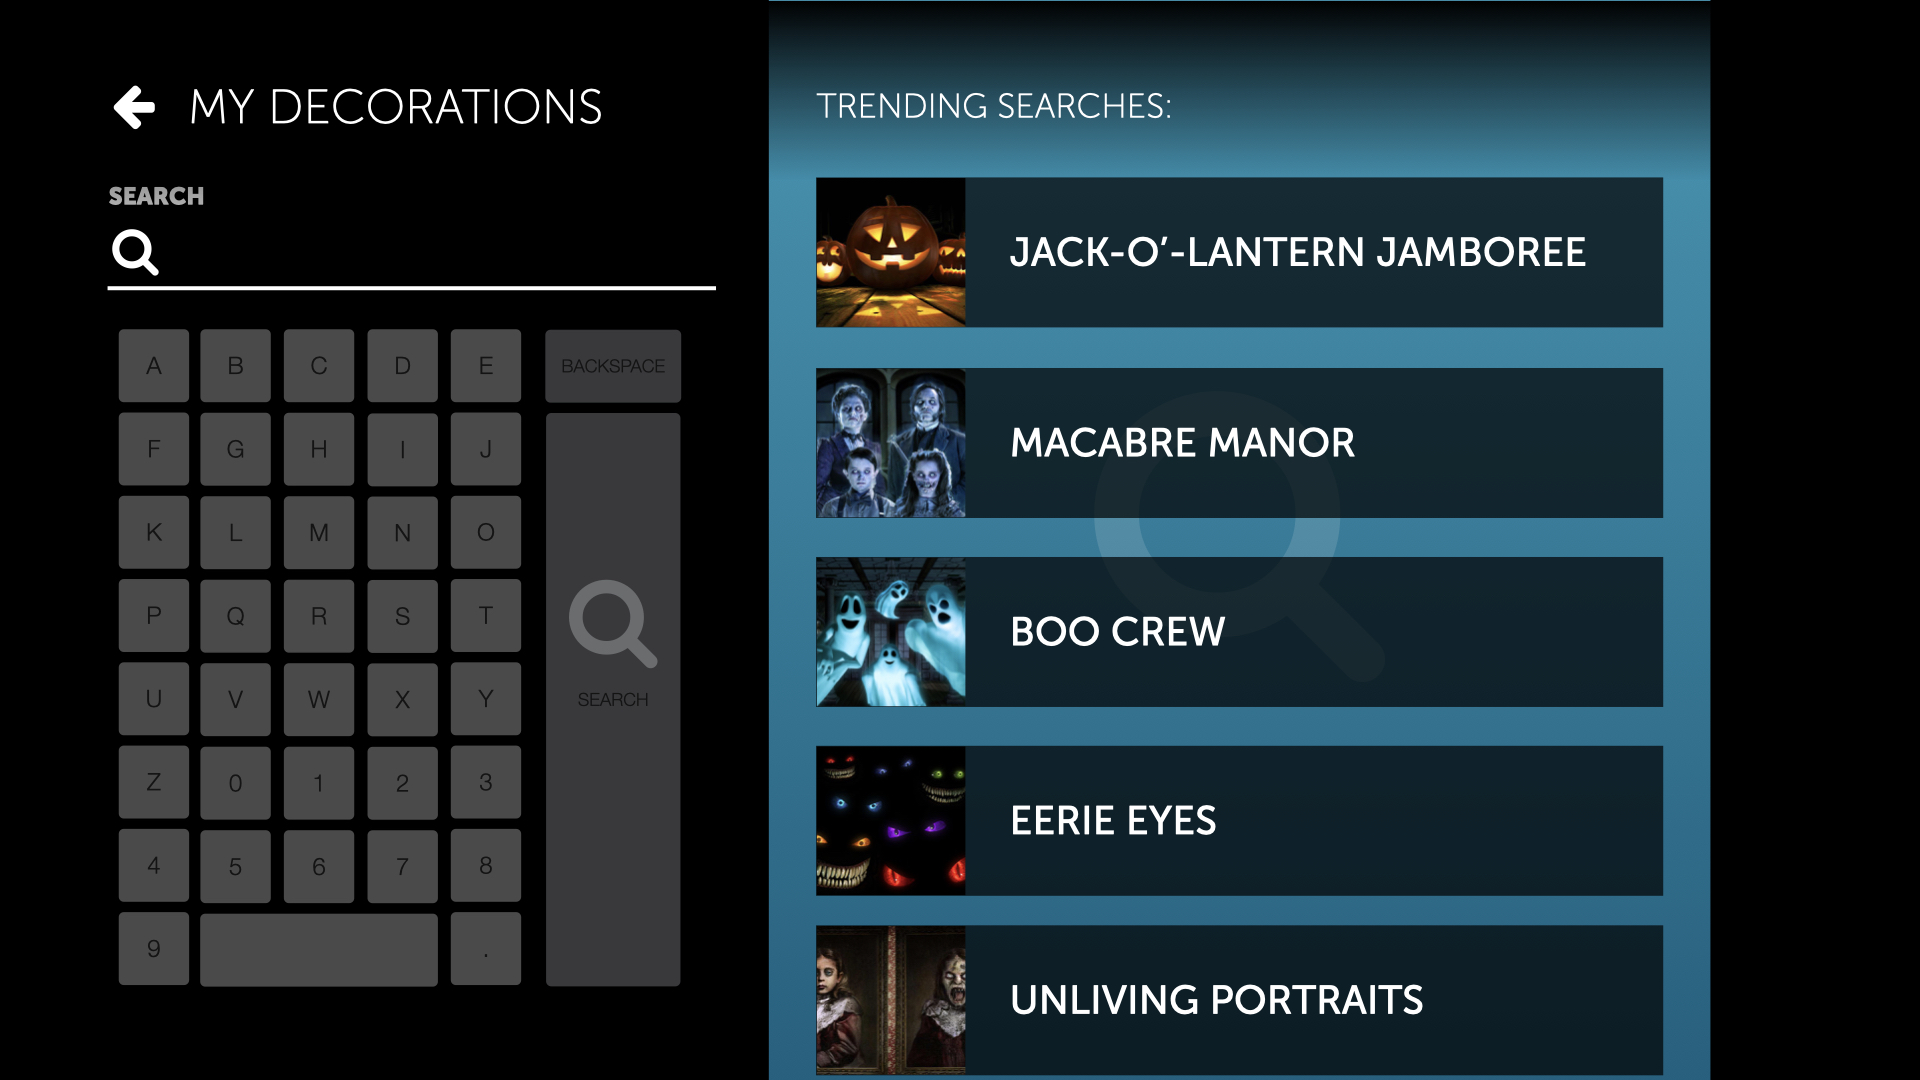 MY DECORATIONS
SEARCH
A B C D E BACKSPACE
F G H I J
K L M N O
P Q R S T
U V W X Y SEARCH
Z 0 1 2 3
4 5 6 7 8
9 .
TRENDING SEARCHES:
JACK-O’-LANTERN JAMBOREE
MACABRE MANOR
BOO CREW
EERIE EYES
UNLIVING PORTRAITS